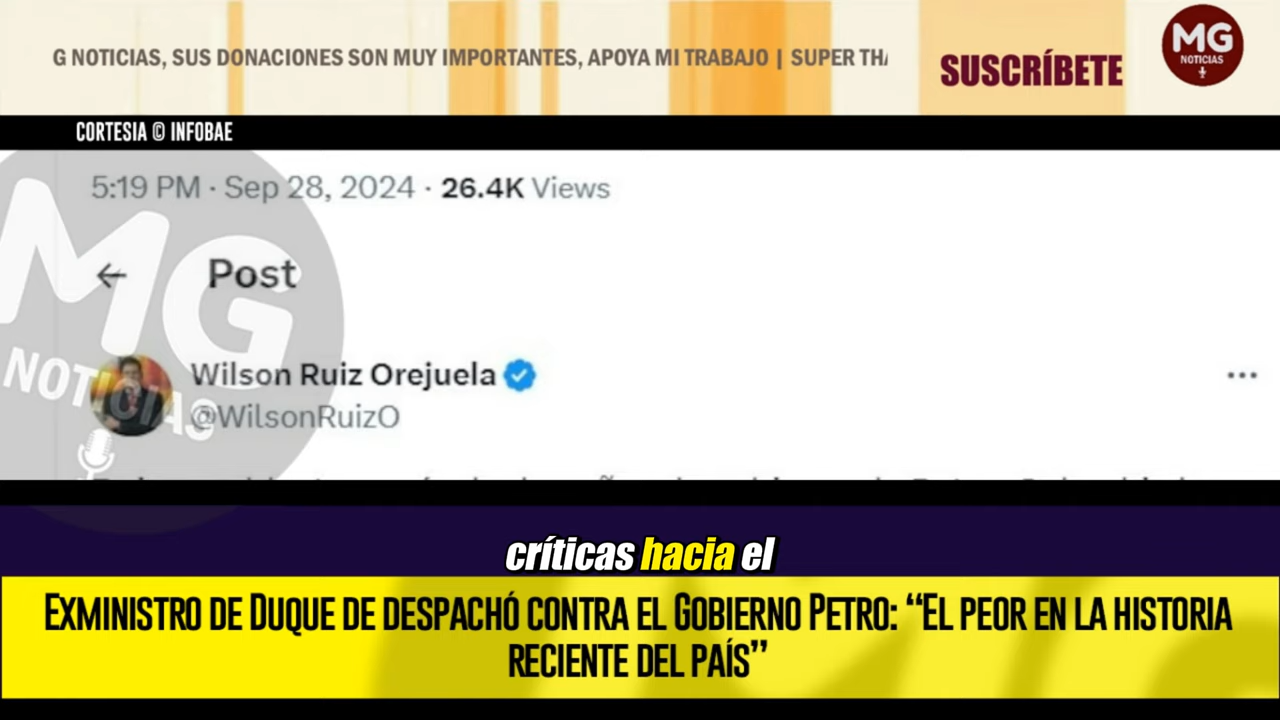 G NOTICIAS, SUS DONACIONES SON MUY IMPORTANTES, APOYA MI TRABAJO | SUPER
SUSCRÍBETE
MG
NOTICIAS
CORTESIA © INFOBAE
5:19 PM · Sep 28, 2024 · 26.4K Views
Post
MG
NOTICIAS
Wilson Ruiz Orejuela
@WilsonRuizO
críticas hacia el
EXMINISTRO DE DUQUE DE DESPACHÓ CONTRA EL GOBIERNO PETRO: “EL PEOR EN LA HISTORIA
RECIENTE DEL PAÍS”